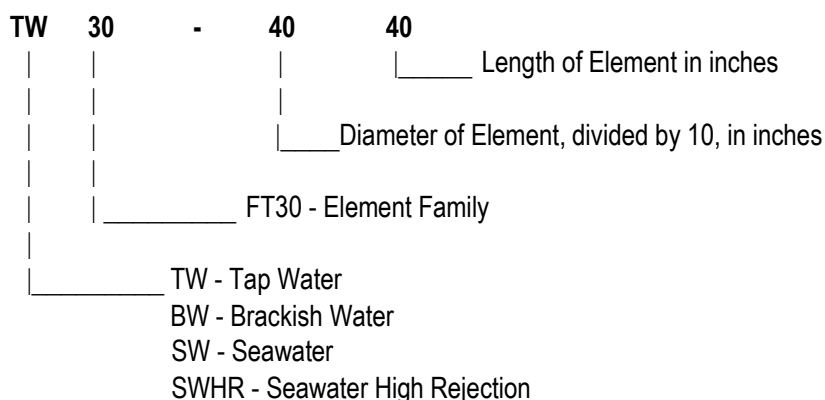 TW 30 - 40 40
Length of Element in inches
Diameter of Element, divided by 10, in inches
FT30 - Element Family
TW - Tap Water
BW - Brackish Water
SW - Seawater
SWHR - Seawater High Rejection